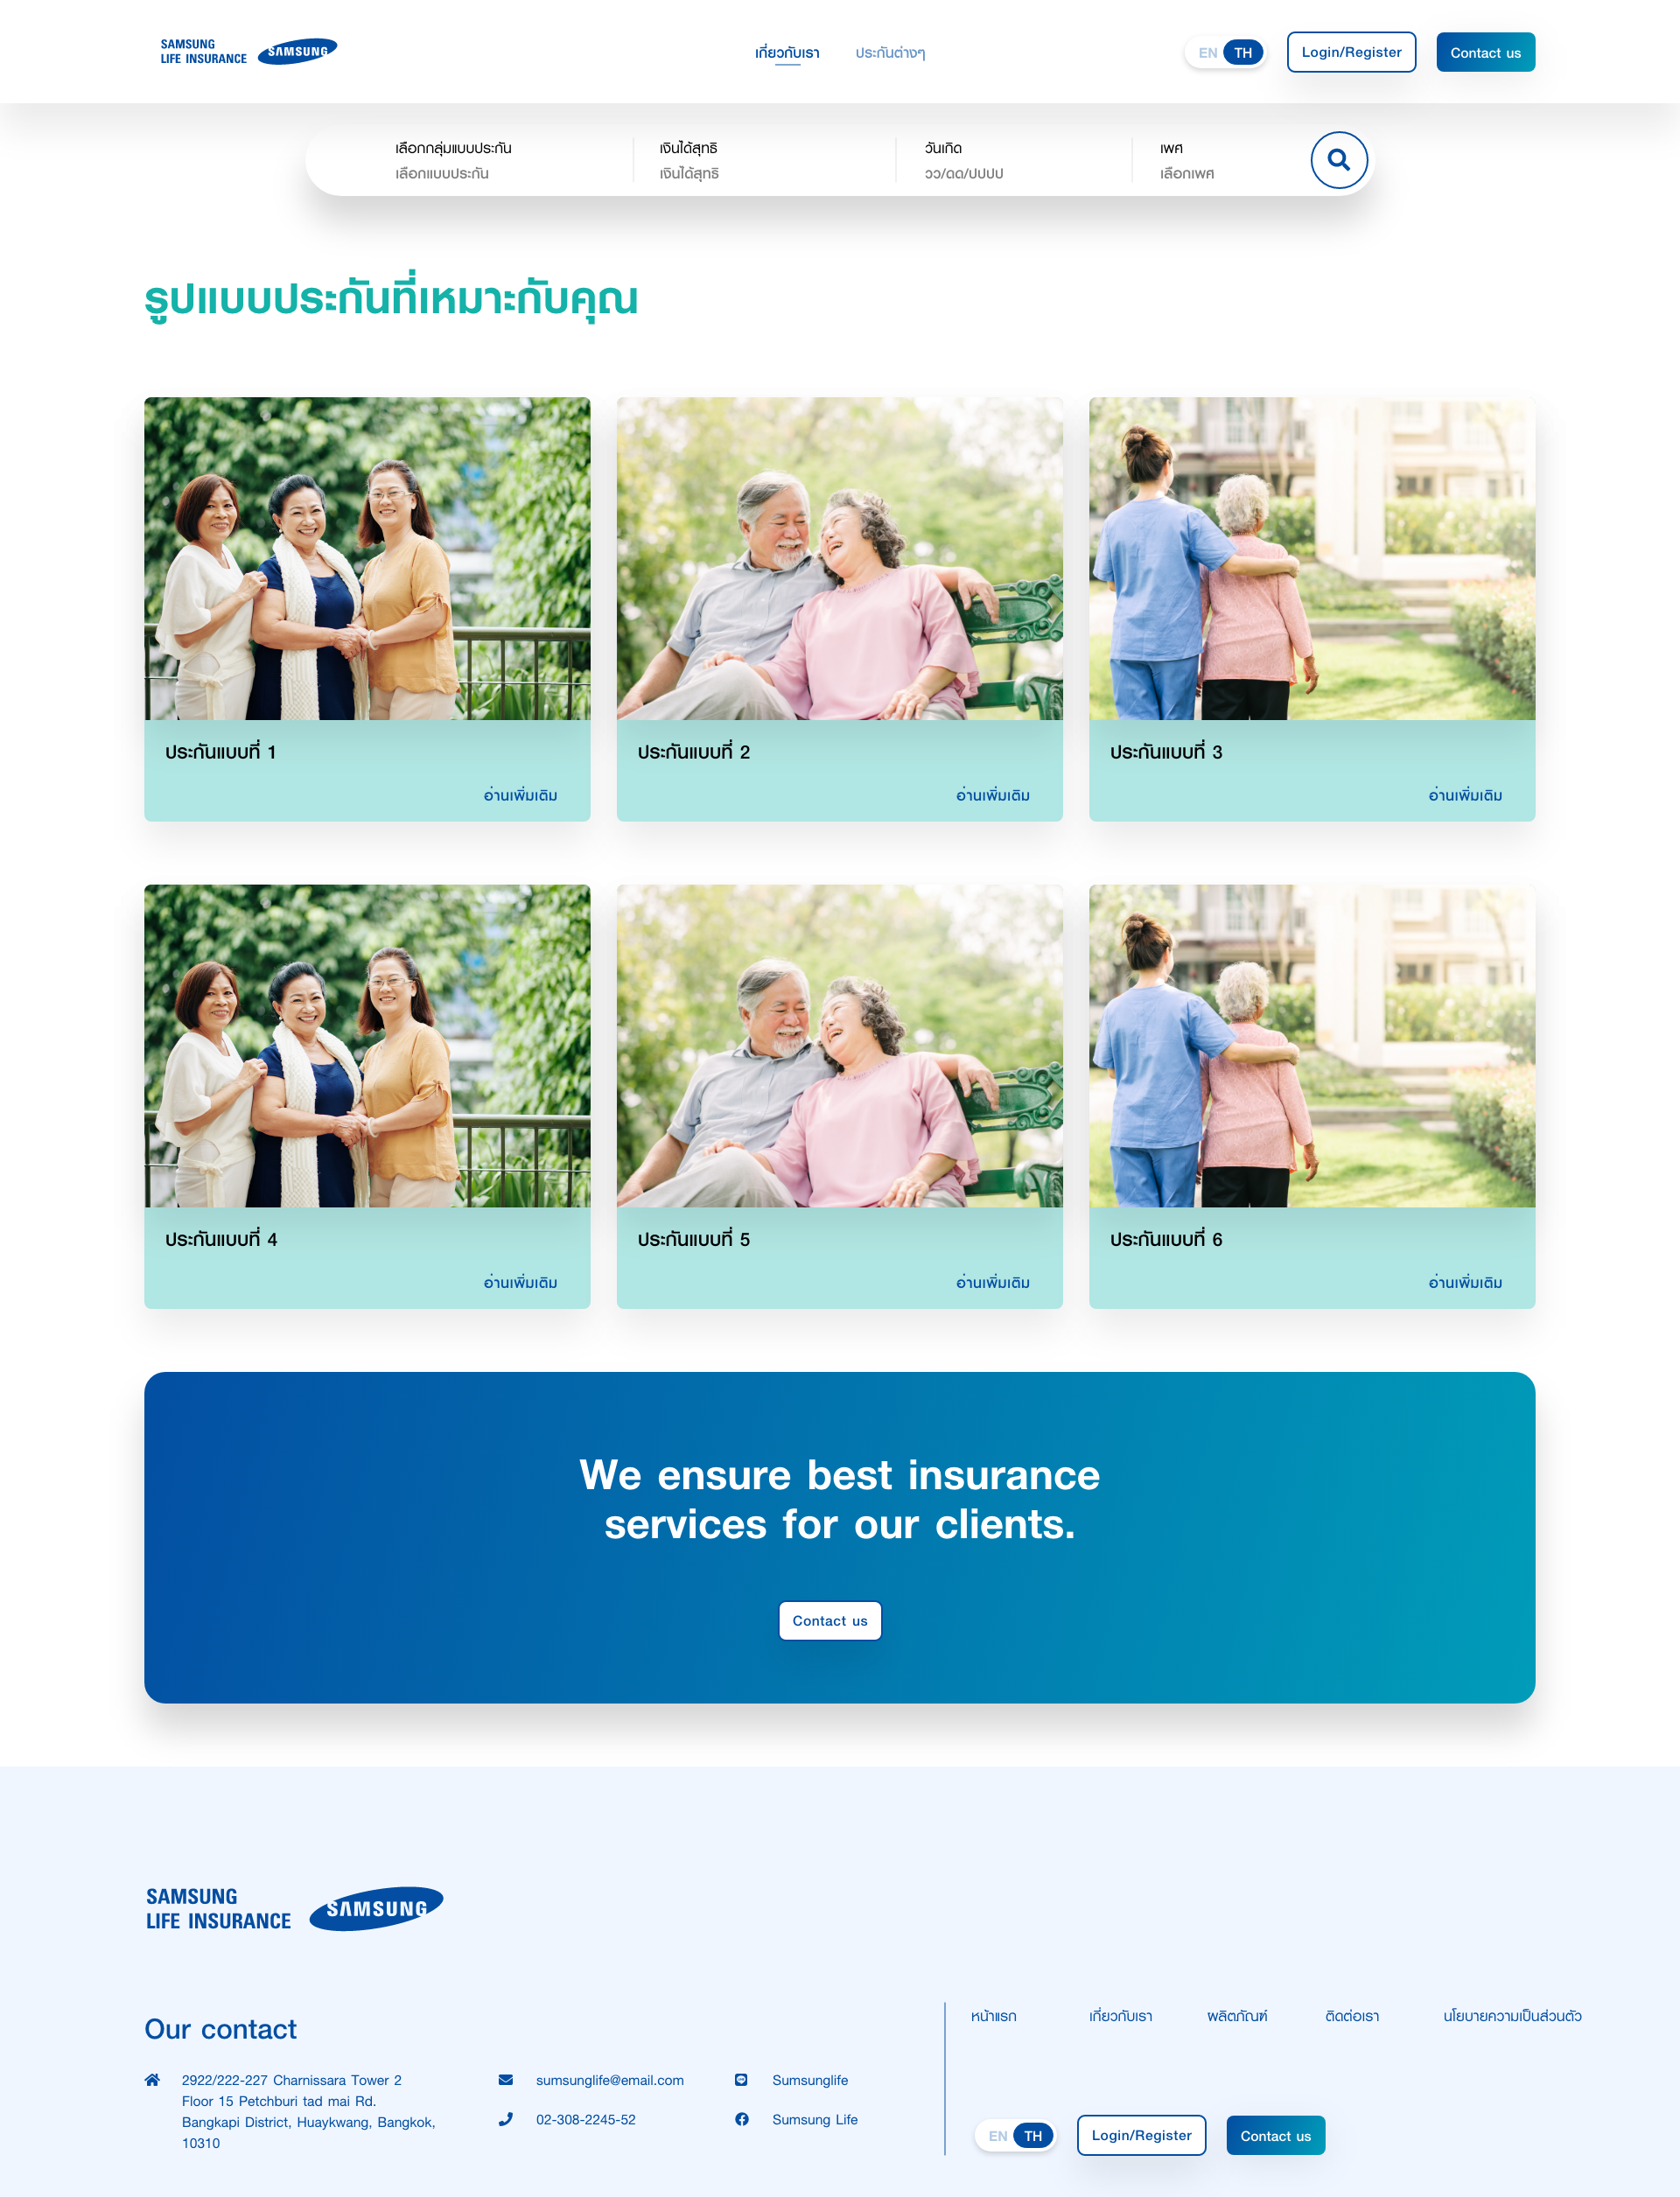 SAMSUNG
LIFE INSURANCE
SAMSUNG
เกี่ยวกับเรา
ประกันต่างๆ
EN
TH
Login/Register
Contact us
เลือกกลุ่มแบบประกัน
เงินได้สุทธิ
วันเกิด
เพศ
เลือกแบบประกัน
เงินได้สุทธิ
วว/ดด/ปปปป
เลือกเพศ
รูปแบบประกันที่เหมาะกับคุณ
ประกันแบบที่ 1
อ่านเพิ่มเติม
ประกันแบบที่ 2
อ่านเพิ่มเติม
ประกันแบบที่ 3
อ่านเพิ่มเติม
ประกันแบบที่ 4
อ่านเพิ่มเติม
ประกันแบบที่ 5
อ่านเพิ่มเติม
ประกันแบบที่ 6
อ่านเพิ่มเติม
We ensure best insurance
services for our clients.
Contact us
SAMSUNG
LIFE INSURANCE
SAMSUNG
Our contact
2922/222-227 Charnissara Tower 2
Floor 15 Petchburi tad mai Rd.
Bangkapi District, Huaykwang, Bangkok,
10310
sumsunglife@email.com
02-308-2245-52
Sumsunglife
Sumsung Life
หน้าแรก
เกี่ยวกับเรา
ผลิตภัณฑ์
ติดต่อเรา
นโยบายความเป็นส่วนตัว
EN
TH
Login/Register
Contact us